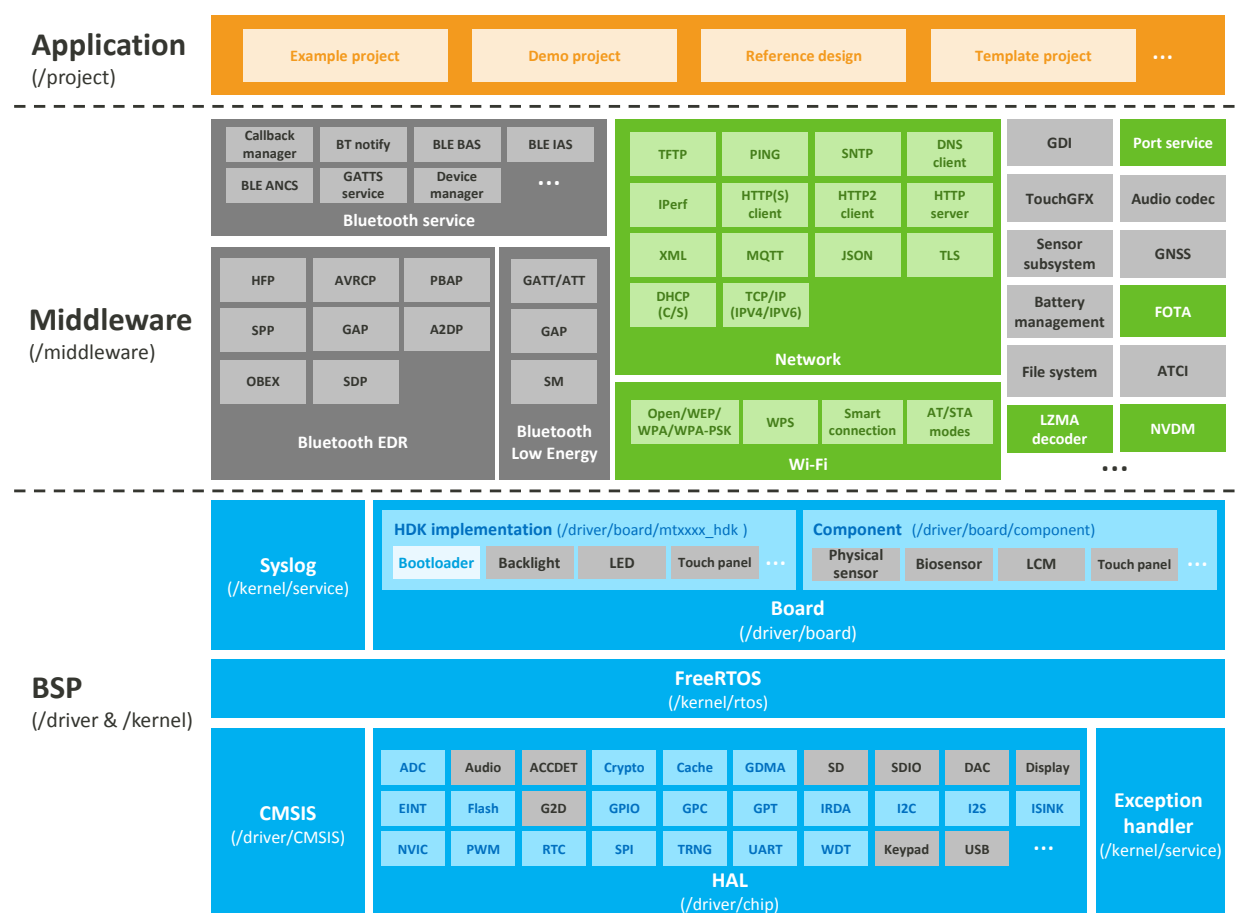 Application
(/project)
Example project
Demo project
Reference design
Template project
...
Middleware
(/middleware)
Callback
manager
BT notify
BLE BAS
BLE IAS
BLE ANCS
GATTS
service
Device
manager
...
Bluetooth service
HFP
AVRCP
PBAP
SPP
GAP
A2DP
OBEX
SDP
Bluetooth EDR
GATT/ATT
GAP
SM
Bluetooth
Low Energy
TFTP
PING
SNTP
DNS
client
IPerf
HTTP(S)
client
HTTP2
client
HTTP
server
XML
MQTT
JSON
TLS
DHCP
(C/S)
TCP/IP
(IPV4/IPV6)
Network
Open/WEP/
WPA/WPA-PSK
WPS
Smart
connection
AT/STA
modes
Wi-Fi
GDI
Port service
TouchGFX
Audio codec
Sensor
subsystem
GNSS
Battery
management
FOTA
File system
ATCI
LZMA
decoder
NVDM
...
BSP
(/driver & /kernel)
Syslog
(/kernel/service)
HDK implementation (/driver/board/mtxxxx_hdk )
Bootloader
Backlight
LED
Touch panel
...
Component (/driver/board/component)
Physical
sensor
Biosensor
LCM
Touch panel
...
Board
(/driver/board)
FreeRTOS
(/kernel/rtos)
CMSIS
(/driver/CMSIS)
ADC
Audio
ACCDET
Crypto
Cache
GDMA
SD
SDIO
DAC
Display
EINT
Flash
G2D
GPIO
GPC
GPT
IRDA
I2C
I2S
ISINK
NVIC
PWM
RTC
SPI
TRNG
UART
WDT
Keypad
USB
...
HAL
(/driver/chip)
Exception
handler
(/kernel/service)